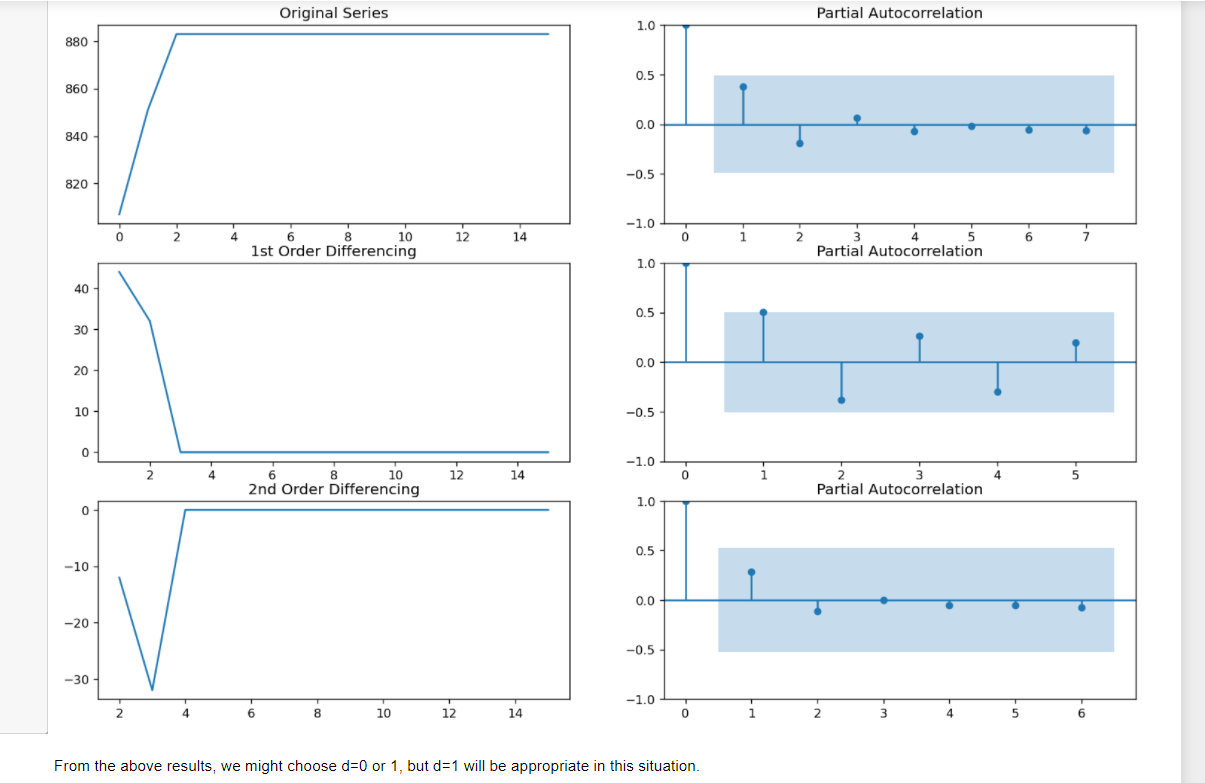 Original Series
Partial Autocorrelation
880
860
840
820
0 2 4 6 8 10 12 14
1.0
0.5
0.0
−0.5
−1.0
0 1 2 3 4 5 6 7
1st Order Differencing
Partial Autocorrelation
40
30
20
10
0
2 4 6 8 10 12 14
1.0
0.5
0.0
−0.5
−1.0
0 1 2 3 4 5
2nd Order Differencing
Partial Autocorrelation
0
−10
−20
−30
2 4 6 8 10 12 14
1.0
0.5
0.0
−0.5
−1.0
0 1 2 3 4 5 6
From the above results, we might choose d=0 or 1, but d=1 will be appropriate in this situation.